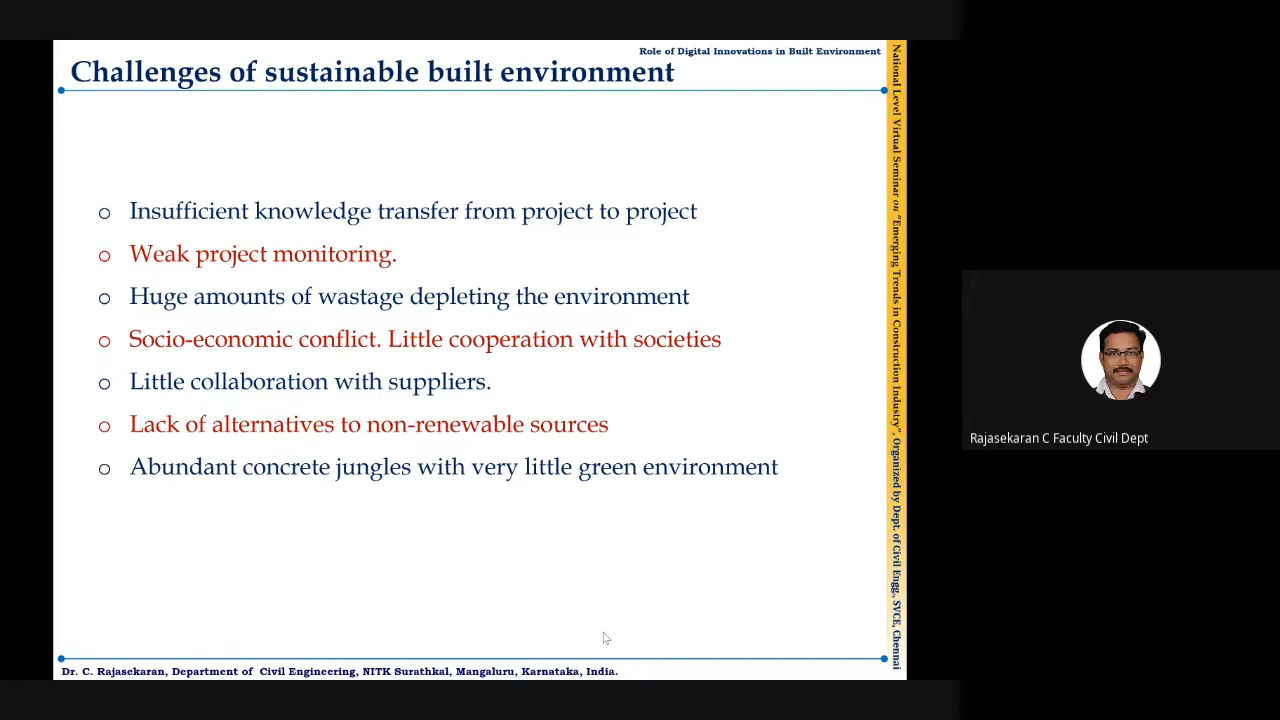 Role of Digital Innovations in Built Environment
Challenges of sustainable built environment
Insufficient knowledge transfer from project to project
Weak project monitoring.
Huge amounts of wastage depleting the environment
Socio-economic conflict. Little cooperation with societies
Little collaboration with suppliers.
Lack of alternatives to non-renewable sources
Abundant concrete jungles with very little green environment
Dr. C. Rajasekaran, Department of Civil Engineering, NITK Surathkal, Mangaluru, Karnataka, India.
National Level Virtual Seminar on "Emerging Trends in Construction Industry", Organized by Dept. of Civil Engg., SVCE, Chennai
Rajasekaran C Faculty Civil Dept